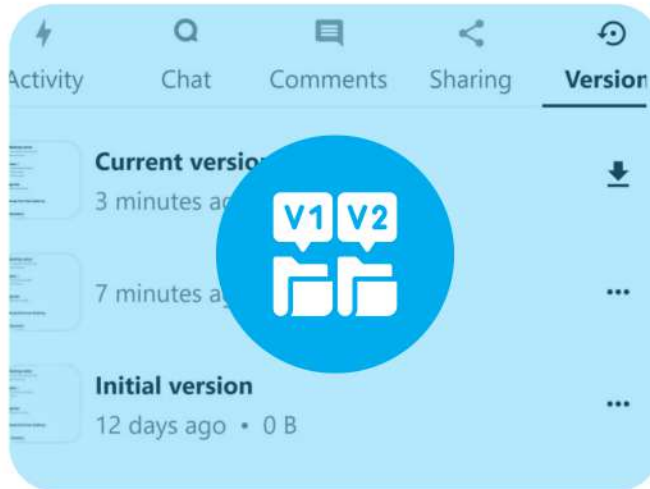 Activity Chat Comments Sharing Version
Current version
3 minutes ag
V1 V2
7 minutes ag
Initial version
12 days ago • 0 B